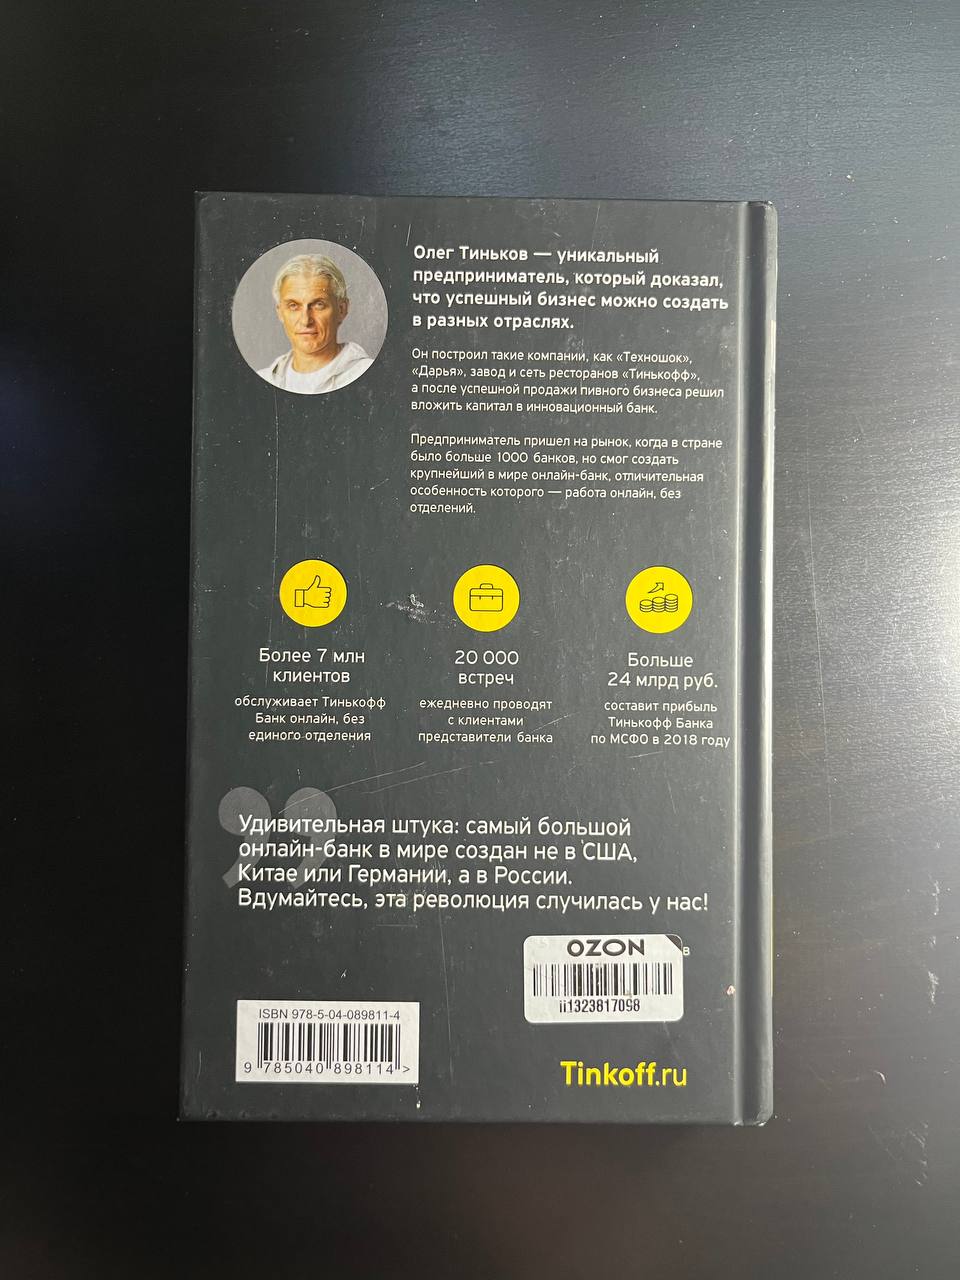 Олег Тиньков — уникальный
предприниматель, который доказал,
что успешный бизнес можно создать
в разных отраслях.
Он построил такие компании, как «Техношок»,
«Дарья», завод и сеть ресторанов «Тинькофф»,
а после успешной продажи пивного бизнеса решил
вложить капитал в инновационный банк.
Предприниматель пришел на рынок, когда в стране
было больше 1000 банков, но смог создать
крупнейший в мире онлайн-банк, отличительная
особенность которого — работа онлайн, без
отделений.
Более 7 млн
клиентов
обслуживает Тинькофф
Банк онлайн, без
единого отделения
20 000
встреч
ежедневно проводят
с клиентами
представители банка
Больше
24 млрд руб.
составит прибыль
Тинькофф Банка
по МСФО в 2018 году
Удивительная штука: самый большой
онлайн-банк в мире создан не в США,
Китае или Германии, а в России.
Вдумайтесь, эта революция случилась у нас!
OZON
ii1323817098
ISBN 978-5-04-089811-4
9 785040 898114 >
Tinkoff.ru